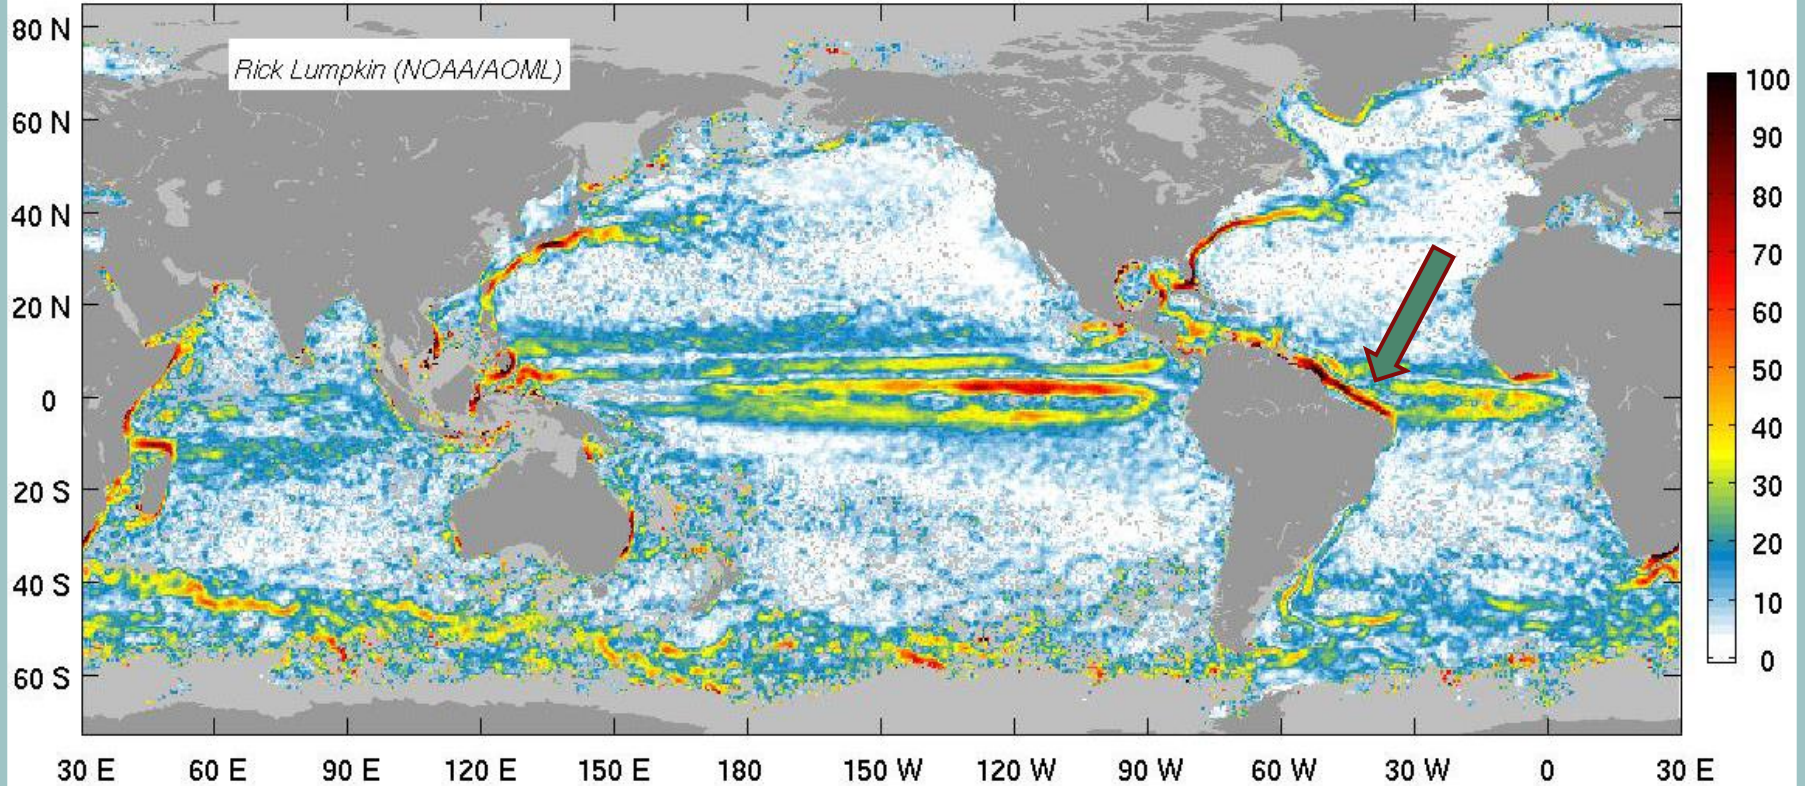 Rick Lumpkin (NOAA/AOML)
80 N
60 N
40 N
20 N
0
20 S
40 S
60 S
30 E
60 E
90 E
120 E
150 E
180
150 W
120 W
90 W
60 W
30 W
0
30 E
100
90
80
70
60
50
40
30
20
10
0